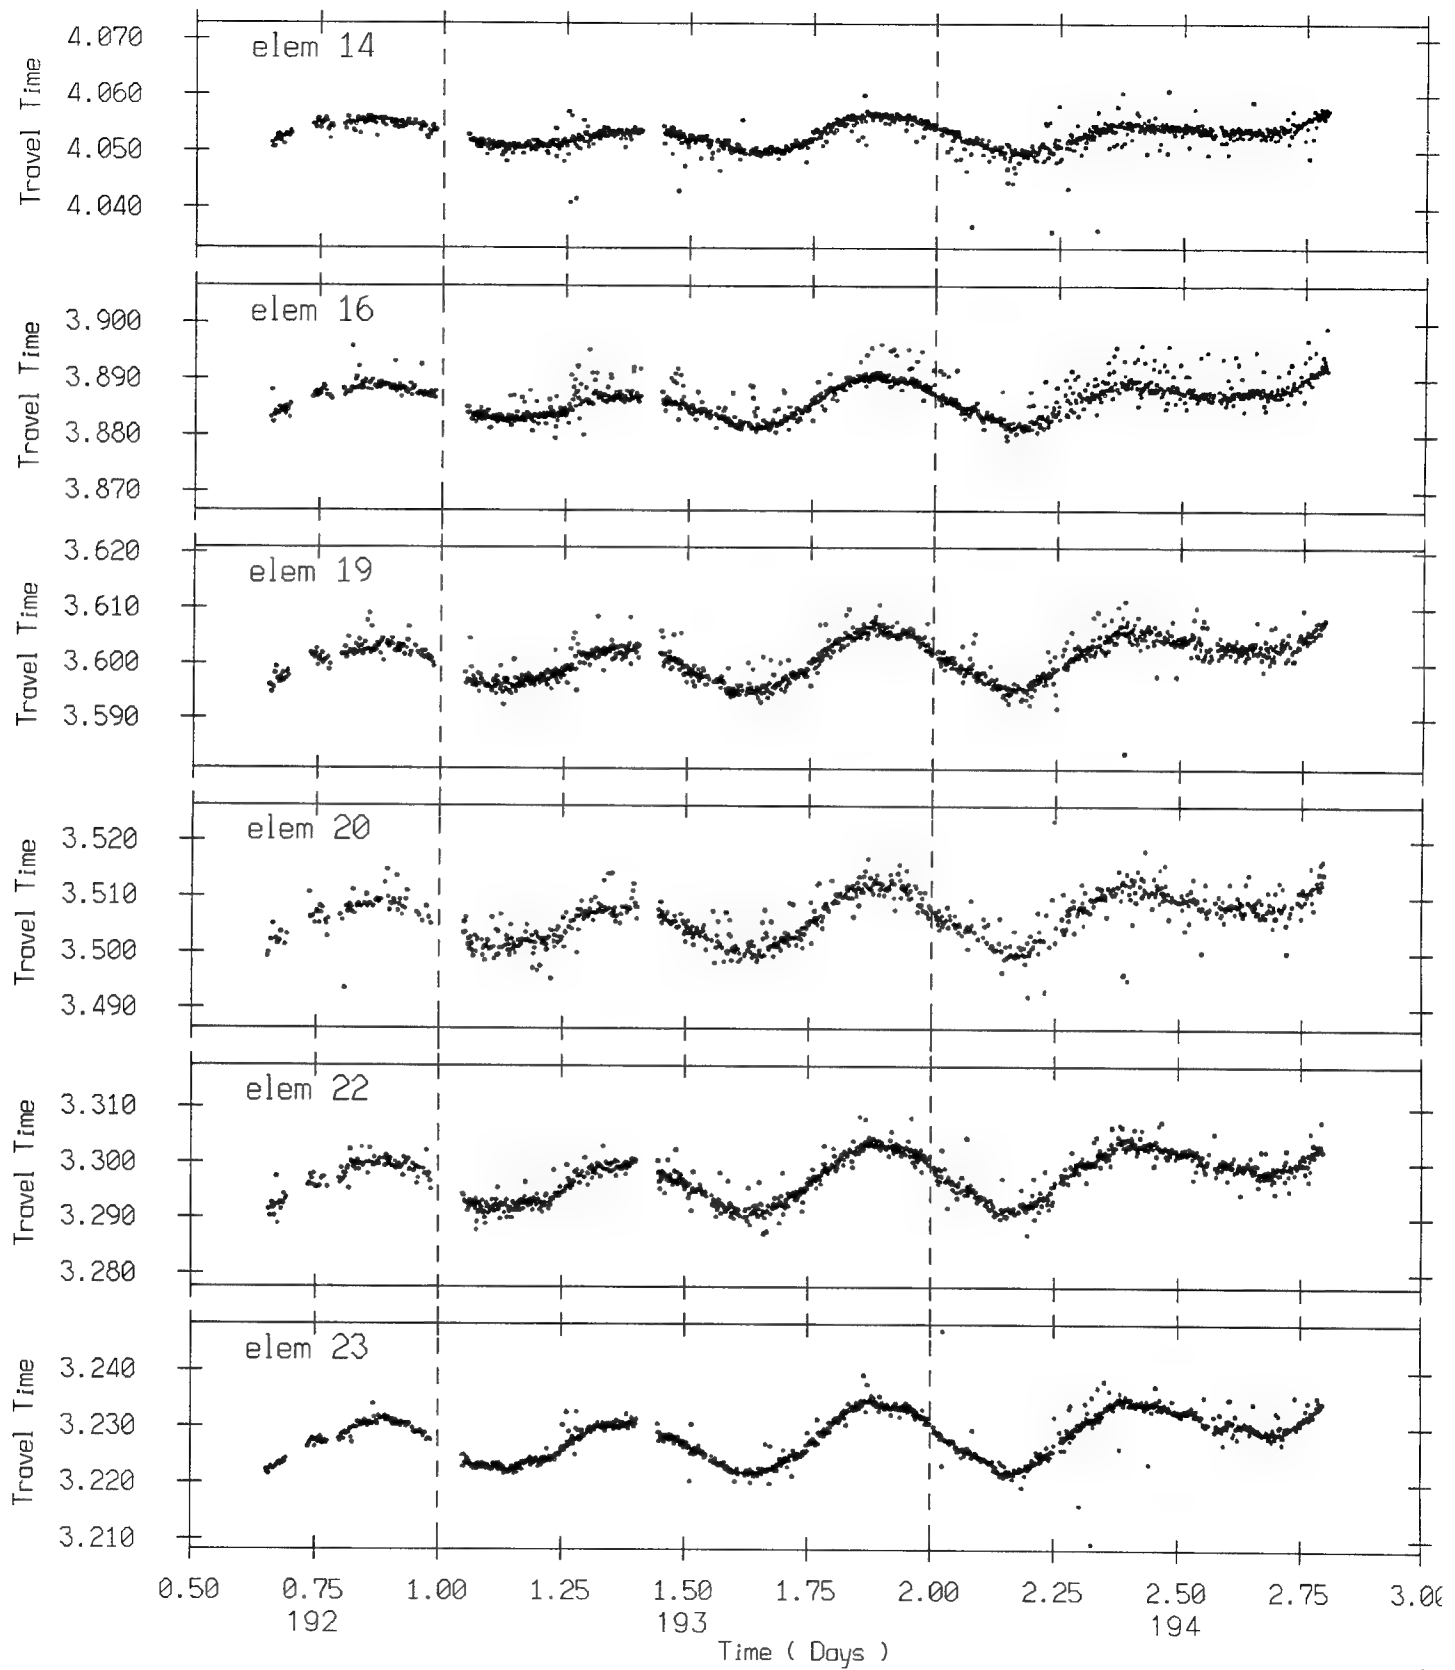 elem 14
Travel Time
4.070
4.060
4.050
4.040
elem 16
Travel Time
3.900
3.890
3.880
3.870
elem 19
Travel Time
3.620
3.610
3.600
3.590
elem 20
Travel Time
3.520
3.510
3.500
3.490
elem 22
Travel Time
3.310
3.300
3.290
3.280
elem 23
Travel Time
3.240
3.230
3.220
3.210
0.50 0.75 1.00 1.25 1.50 1.75 2.00 2.25 2.50 2.75 3.00
192 193 194
Time ( Days )